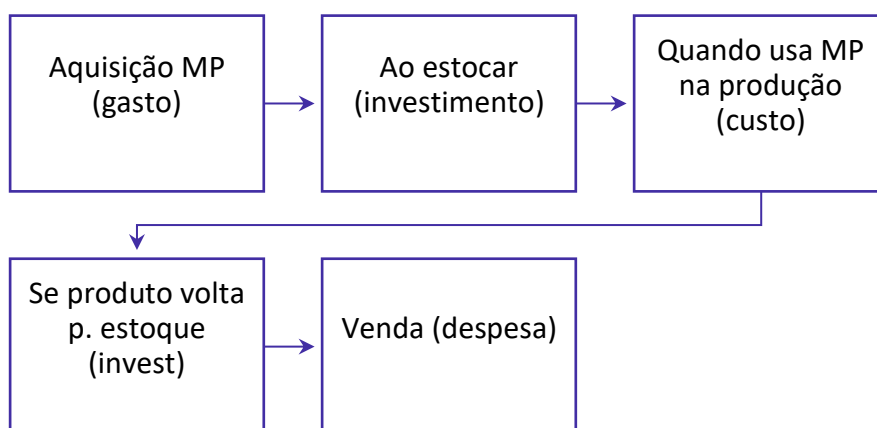 Aquisição MP
(gasto)
Ao estocar
(investimento)
Quando usa MP
na produção
(custo)
Se produto volta
p. estoque
(invest)
Venda (despesa)